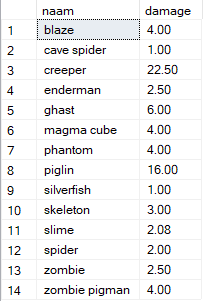 naam damage
1 blaze 4.00
2 cave spider 1.00
3 creeper 22.50
4 enderman 2.50
5 ghast 6.00
6 magma cube 4.00
7 phantom 4.00
8 piglin 16.00
9 silverfish 1.00
10 skeleton 3.00
11 slime 2.08
12 spider 2.00
13 zombie 2.50
14 zombie pigman 4.00